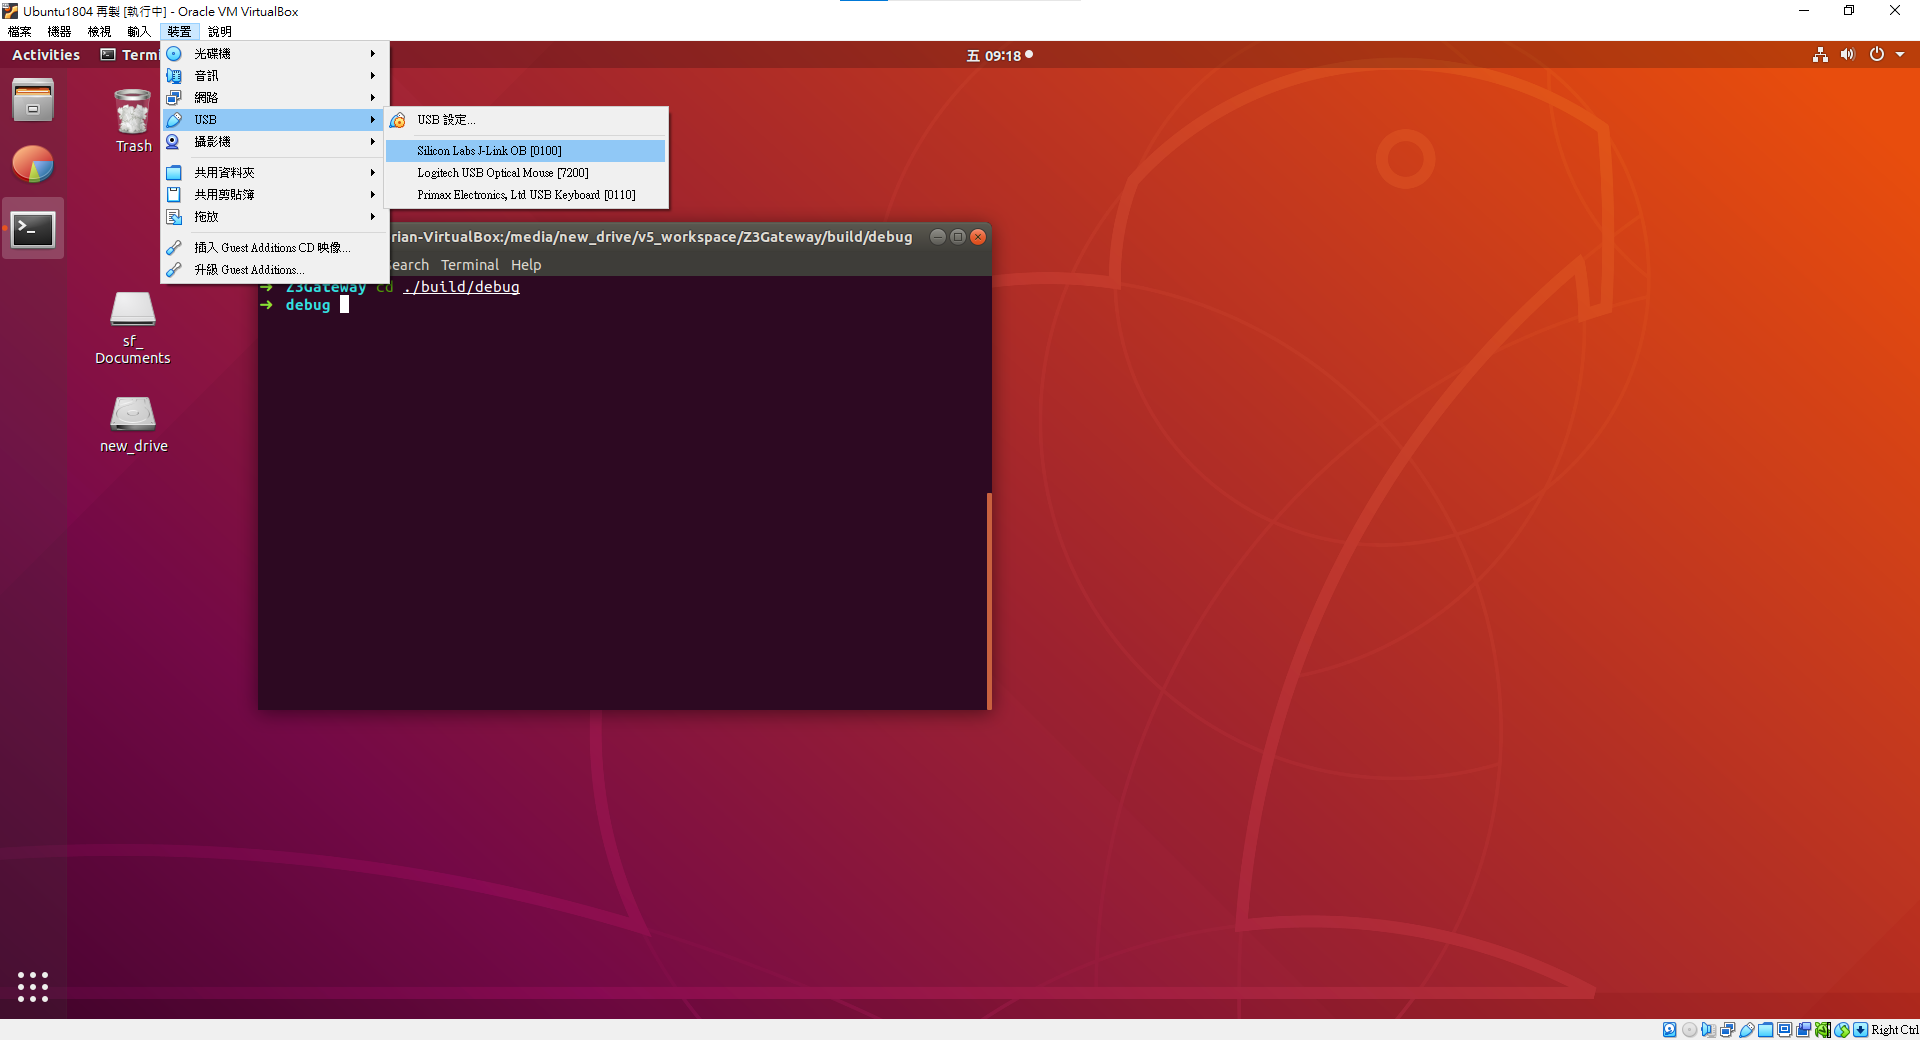 Ubuntu1804 再製 [執行中] - Oracle VM VirtualBox
檔案 機器 檢視 輸入 裝置 說明
Activities Termi 五 09:18
光碟機
音訊
網路
USB
攝影機
共用資料夾
共用剪貼簿
拖放
插入 Guest Additions CD 映像...
升級 Guest Additions...
USB 設定...
Silicon Labs J-Link OB [0100]
Logitech USB Optical Mouse [7200]
Primax Electronics, Ltd USB Keyboard [0110]
Trash
sf_
Documents
new_drive
rian-VirtualBox:/media/new_drive/v5_workspace/Z3Gateway/build/debug
earch Terminal Help
➜ Z3Gateway cd ./build/debug
➜ debug
Right Ctrl